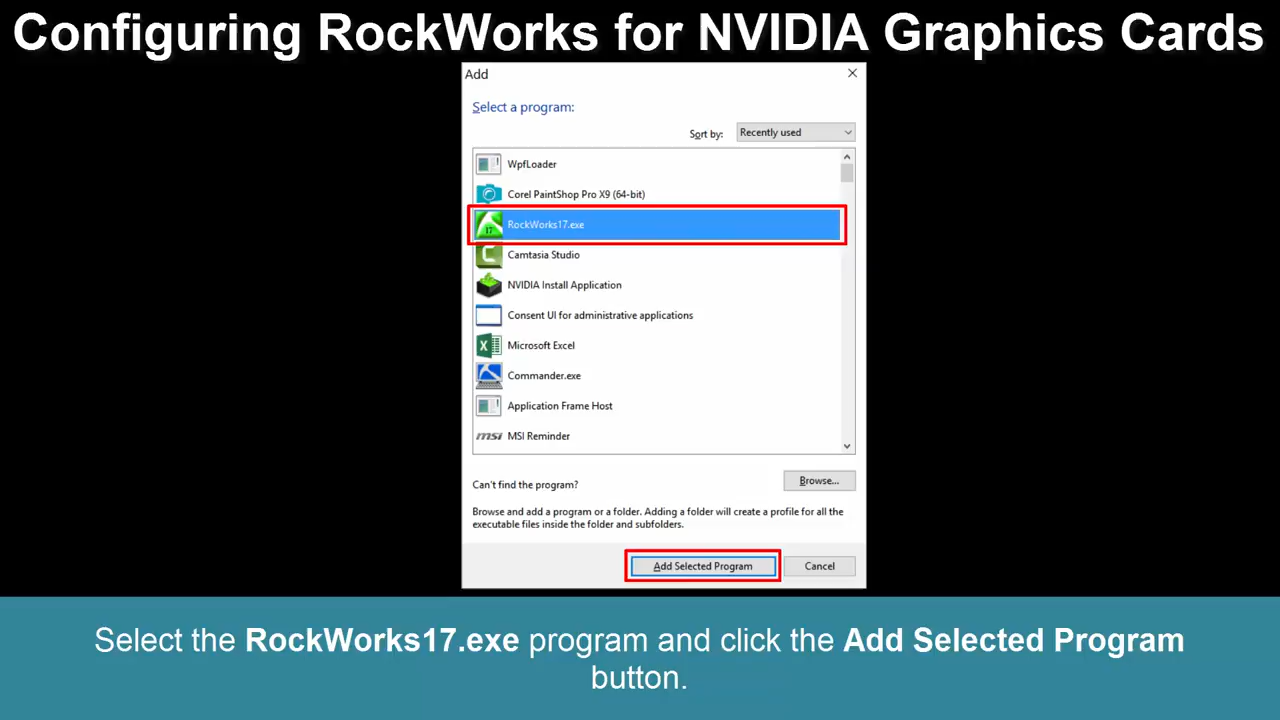 Configuring RockWorks for NVIDIA Graphics Cards
Add
Select a program:
Sort by: Recently used
WpfLoader
Corel PaintShop Pro X9 (64-bit)
17 RockWorks17.exe
Camtasia Studio
NVIDIA Install Application
Consent UI for administrative applications
Microsoft Excel
Commander.exe
Application Frame Host
msi MSI Reminder
Can't find the program? Browse...
Browse and add a program or a folder. Adding a folder will create a profile for all the
executable files inside the folder and subfolders.
Add Selected Program Cancel
Select the RockWorks17.exe program and click the Add Selected Program
button.